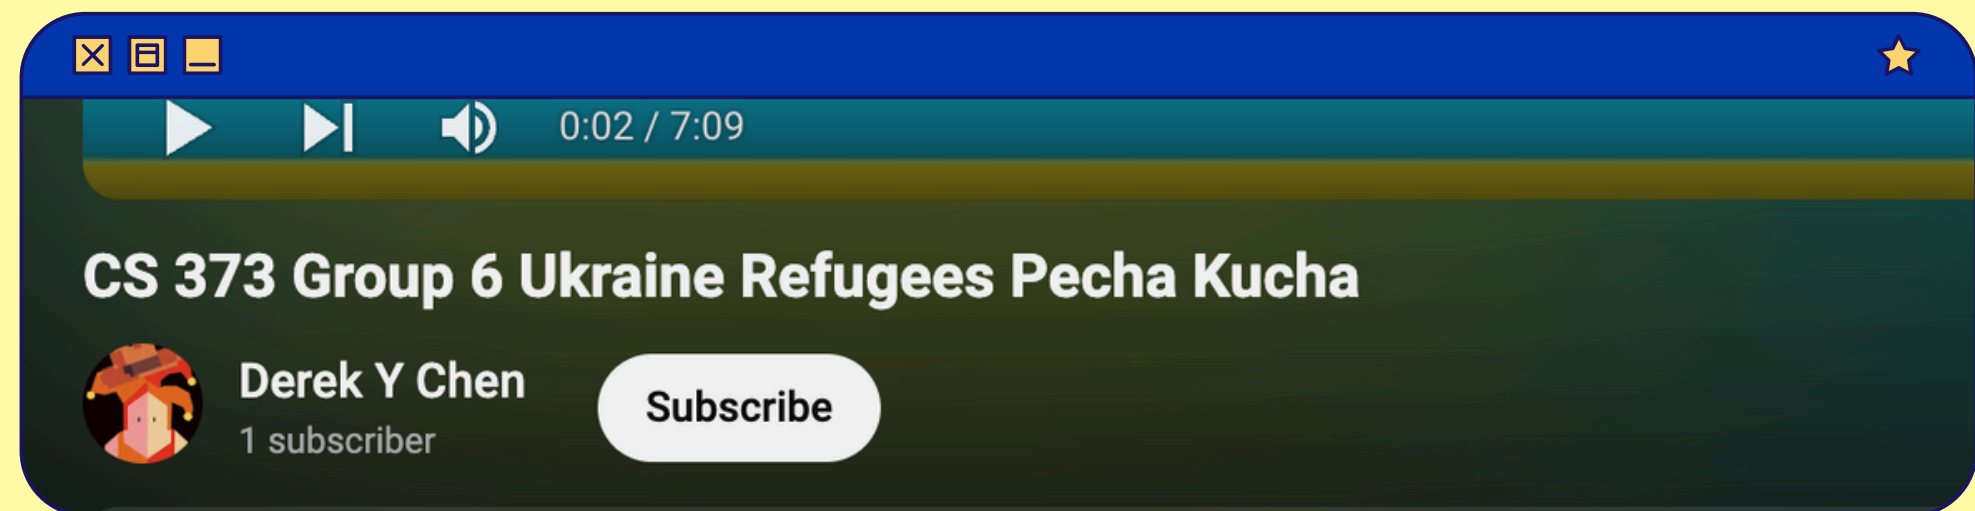 0:02 / 7:09
CS 373 Group 6 Ukraine Refugees Pecha Kucha
Derek Y Chen
1 subscriber
Subscribe